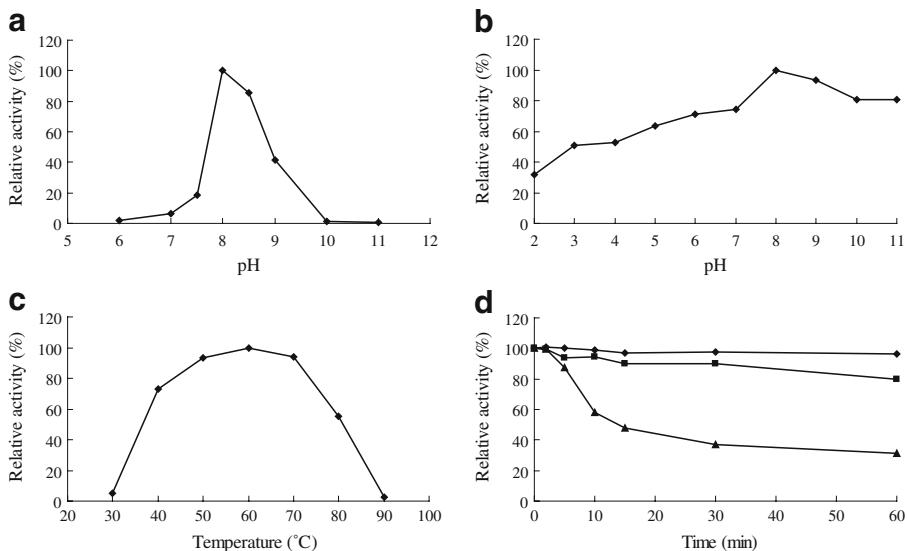 a
Relative activity (%)
120
100
80
60
40
20
0
5 6 7 8 9 10 11 12
pH
b
Relative activity (%)
120
100
80
60
40
20
0
2 3 4 5 6 7 8 9 10 11
pH
c
Relative activity (%)
120
100
80
60
40
20
0
20 30 40 50 60 70 80 90 100
Temperature (°C)
d
Relative activity (%)
120
100
80
60
40
20
0
0 10 20 30 40 50 60
Time (min)